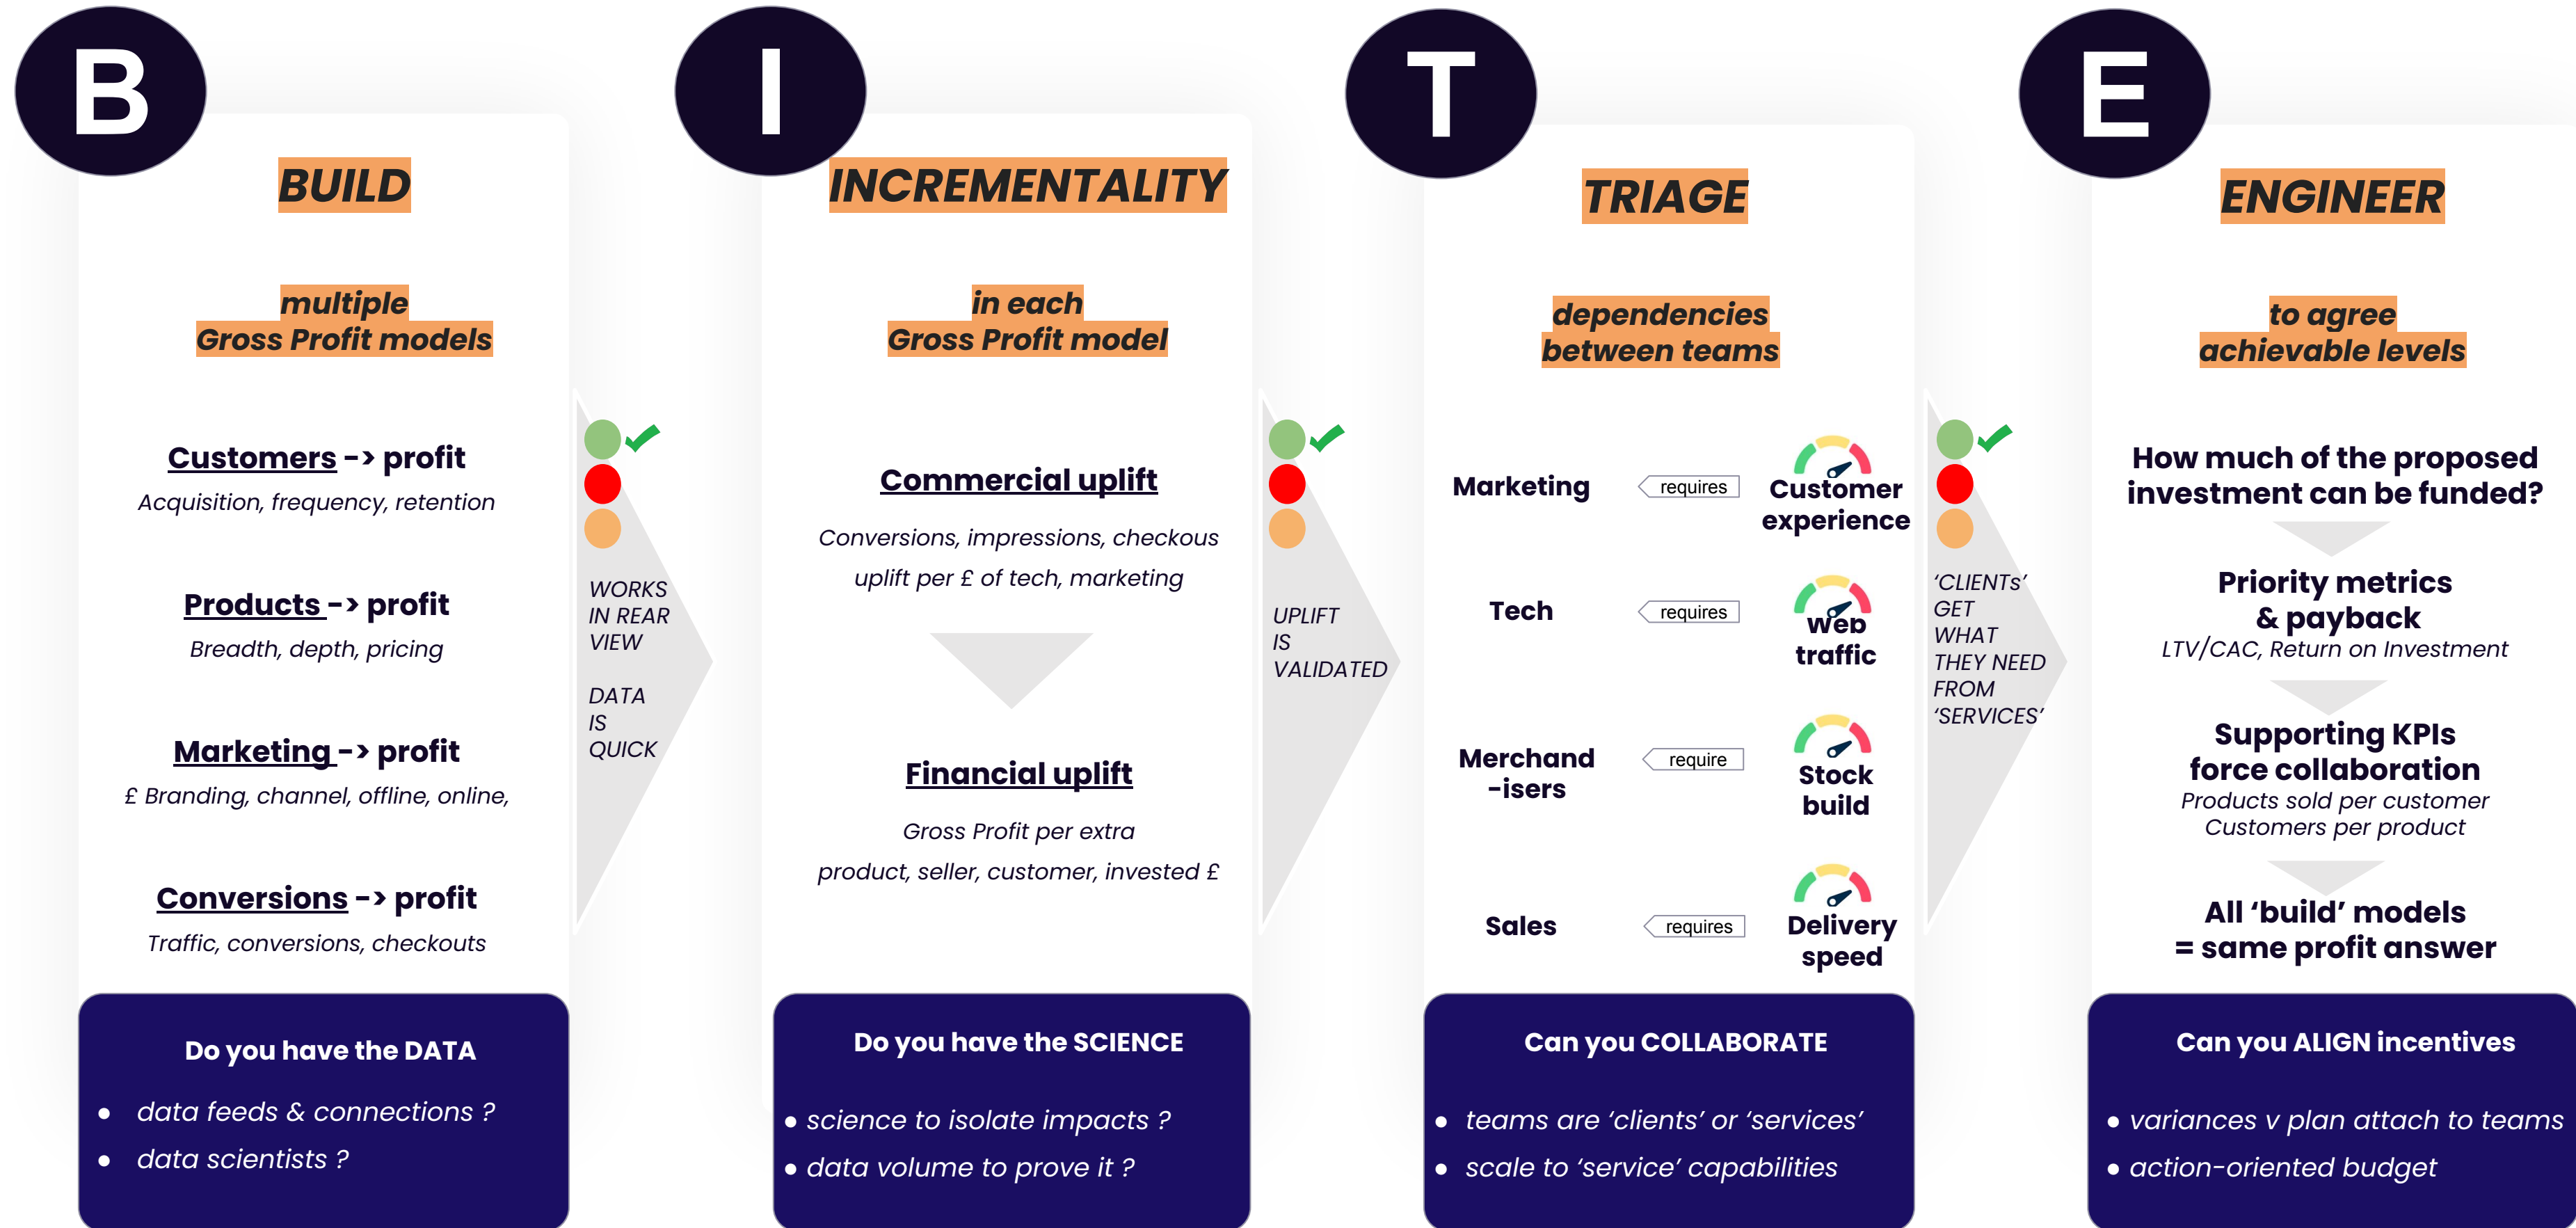 B
BUILD
multiple
Gross Profit models
Customers -> profit
Acquisition, frequency, retention
Products -> profit
Breadth, depth, pricing
Marketing -> profit
£ Branding, channel, offline, online,
Conversions -> profit
Traffic, conversions, checkouts
Do you have the DATA
● data feeds & connections ?
● data scientists ?
WORKS
IN REAR
VIEW
DATA
IS
QUICK
I
INCREMENTALITY
in each
Gross Profit model
Commercial uplift
Conversions, impressions, checkous
uplift per £ of tech, marketing
Financial uplift
Gross Profit per extra
product, seller, customer, invested £
Do you have the SCIENCE
● science to isolate impacts ?
● data volume to prove it ?
UPLIFT
IS
VALIDATED
T
TRIAGE
dependencies
between teams
Marketing
requires
Customer
experience
Tech
requires
Web
traffic
Merchand
-isers
require
Stock
build
Sales
requires
Delivery
speed
Can you COLLABORATE
● teams are ‘clients’ or ‘services’
● scale to ‘service’ capabilities
‘CLIENTs’
GET
WHAT
THEY NEED
FROM
‘SERVICES’
E
ENGINEER
to agree
achievable levels
How much of the proposed
investment can be funded?
Priority metrics
& payback
LTV/CAC, Return on Investment
Supporting KPIs
force collaboration
Products sold per customer
Customers per product
All ‘build’ models
= same profit answer
Can you ALIGN incentives
● variances v plan attach to teams
● action-oriented budget